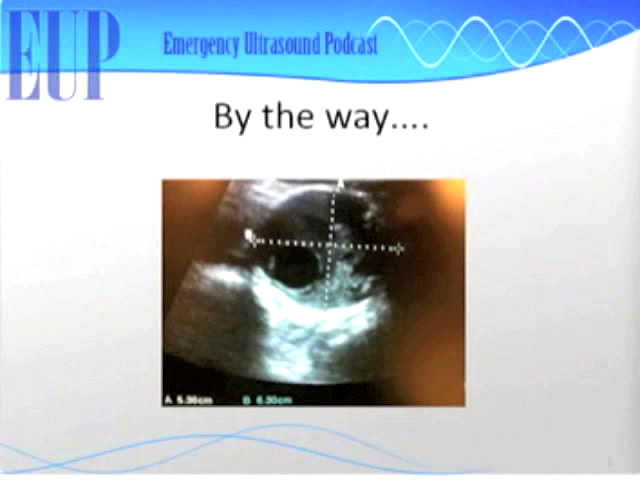 EUP
Emergency Ultrasound Podcast
By the way....
A 5.36cm
B 6.30cm